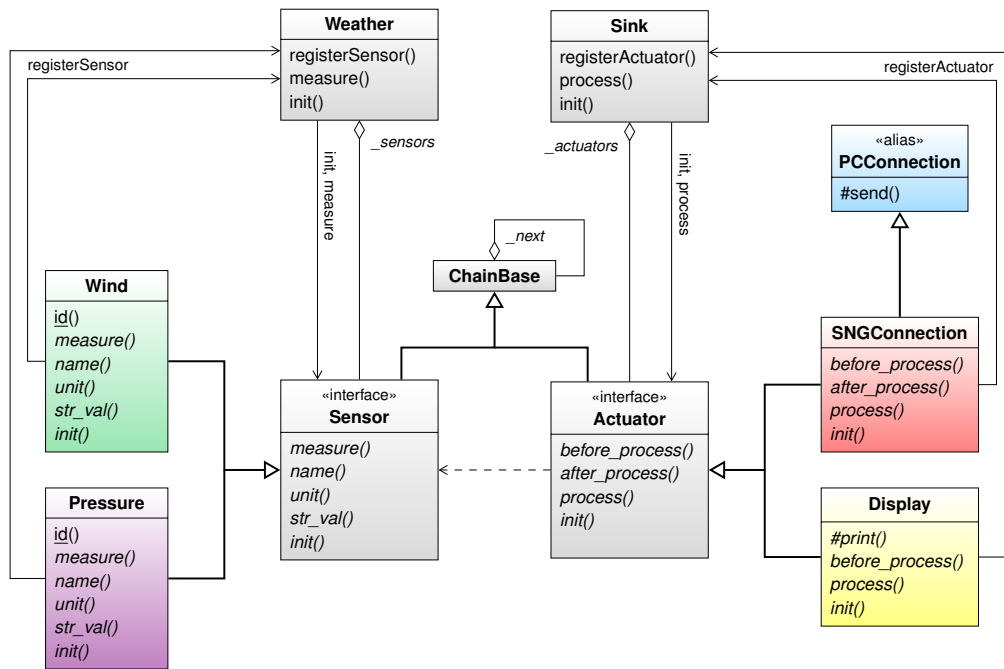 Weather
registerSensor()
measure()
init()
Sink
registerActuator()
process()
init()
registerSensor
registerActuator
_sensors
_actuators
init, measure
init, process
«alias»
PCConnection
#send()
_next
ChainBase
Wind
id()
measure()
name()
unit()
str_val()
init()
SNGConnection
before_process()
after_process()
process()
init()
«interface»
Sensor
measure()
name()
unit()
str_val()
init()
«interface»
Actuator
before_process()
after_process()
process()
init()
Pressure
id()
measure()
name()
unit()
str_val()
init()
Display
#print()
before_process()
process()
init()